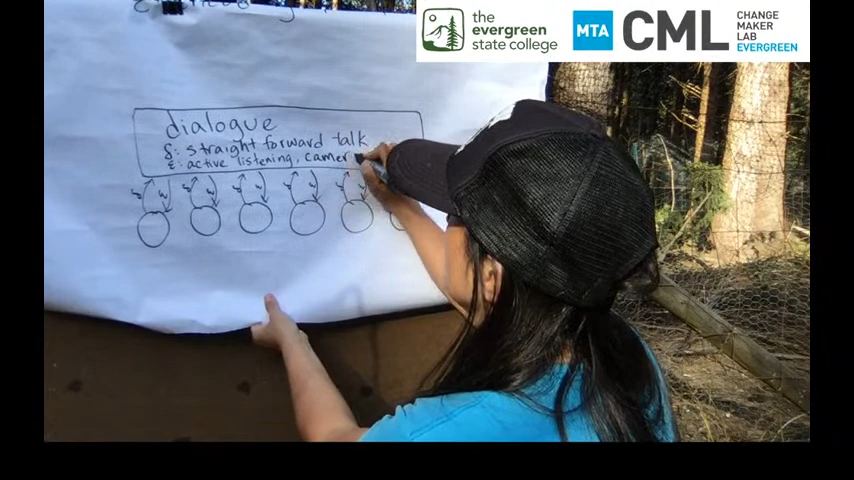 the
evergreen
state college
MTA
CML
CHANGE
MAKER
LAB
EVERGREEN
dialogue
δ: straight forward talk
ε: active listening, camer